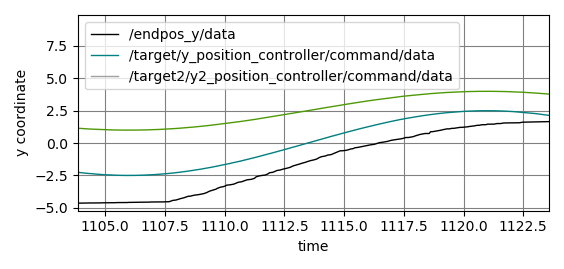 /endpos_y/data
/target/y_position_controller/command/data
/target2/y2_position_controller/command/data
y coordinate
7.5
5.0
2.5
0.0
−2.5
−5.0
1105.0 1107.5 1110.0 1112.5 1115.0 1117.5 1120.0 1122.5
time